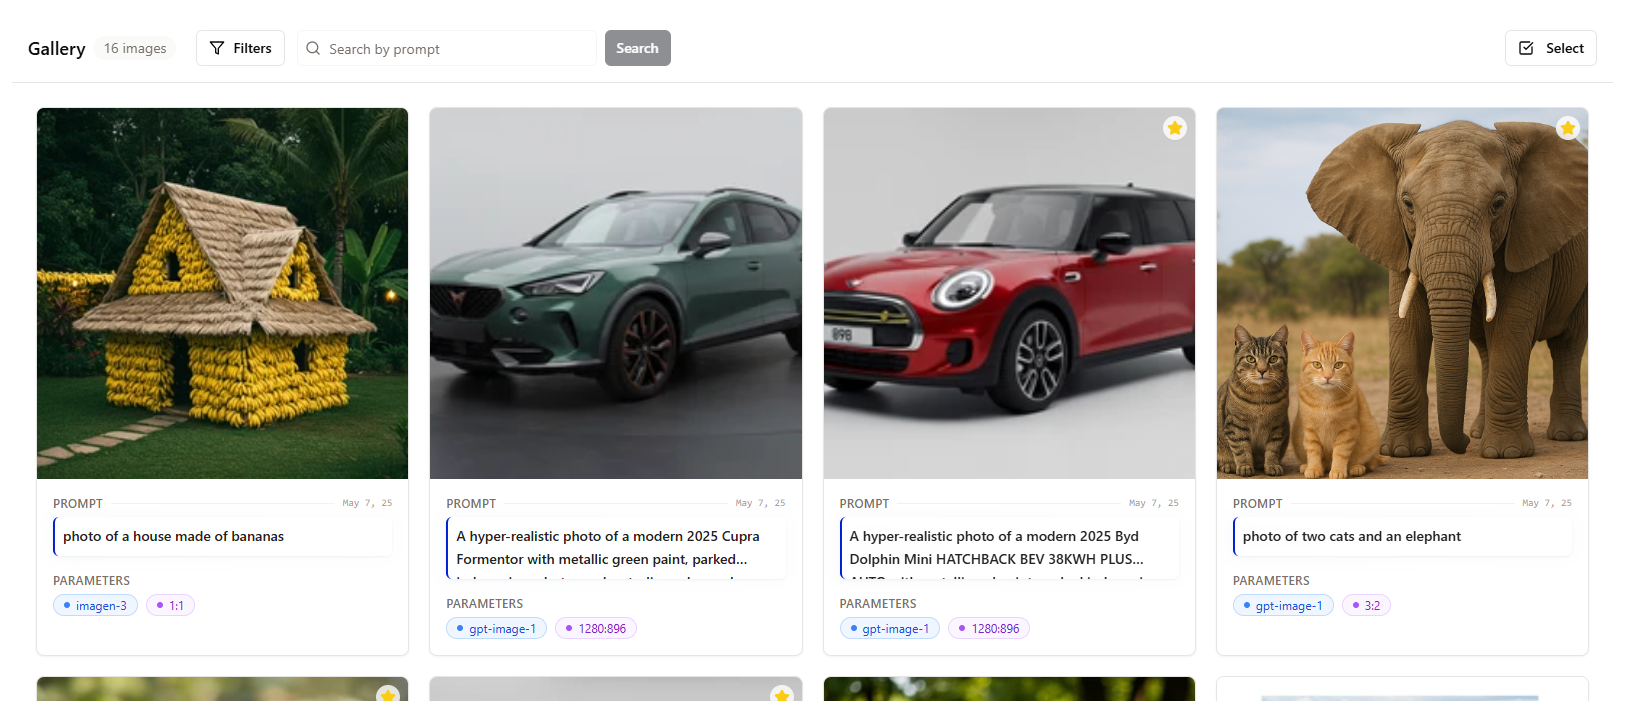 Gallery
16 images
Filters
Search by prompt
Search
Select
898
PROMPT
May 7, 25
photo of a house made of bananas
PARAMETERS
imagen-3
1:1
PROMPT
May 7, 25
A hyper-realistic photo of a modern 2025 Cupra
Formentor with metallic green paint, parked...
PARAMETERS
gpt-image-1
1280:896
PROMPT
May 7, 25
A hyper-realistic photo of a modern 2025 Byd
Dolphin Mini HATCHBACK BEV 38KWH PLUS...
PARAMETERS
gpt-image-1
1280:896
PROMPT
May 7, 25
photo of two cats and an elephant
PARAMETERS
gpt-image-1
3:2